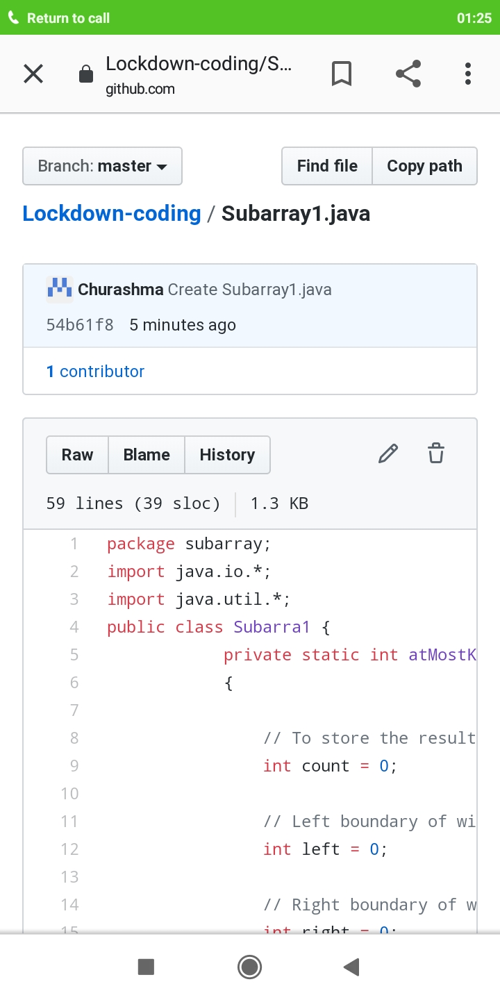 Return to call 01:25
Lockdown-coding/S...
github.com
Branch: master Find file Copy path
Lockdown-coding / Subarray1.java
Churashma Create Subarray1.java
54b61f8 5 minutes ago
1 contributor
Raw Blame History
59 lines (39 sloc) 1.3 KB
1 package subarray;
2 import java.io.*;
3 import java.util.*;
4 public class Subarra1 {
5 private static int atMostK
6 {
7
8 // To store the result
9 int count = 0;
10
11 // Left boundary of wi
12 int left = 0;
13
14 // Right boundary of w
15 int right = 0;